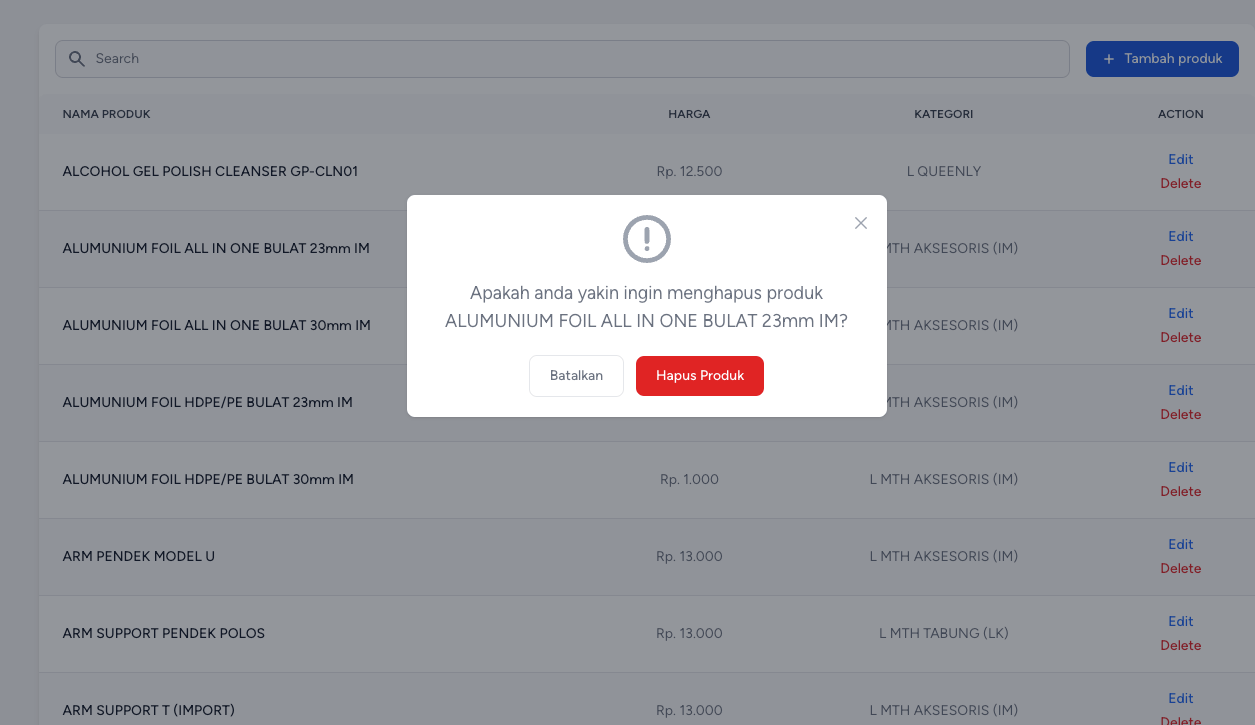 Search
+ Tambah produk
NAMA PRODUK HARGA KATEGORI ACTION
ALCOHOL GEL POLISH CLEANSER GP-CLN01 Rp. 12.500 L QUEENLY Edit
Delete
ALUMUNIUM FOIL ALL IN ONE BULAT 23mm IM MTH AKSESORIS (IM) Edit
Delete
ALUMUNIUM FOIL ALL IN ONE BULAT 30mm IM MTH AKSESORIS (IM) Edit
Delete
ALUMUNIUM FOIL HDPE/PE BULAT 23mm IM MTH AKSESORIS (IM) Edit
Delete
Apakah anda yakin ingin menghapus produk
ALUMUNIUM FOIL ALL IN ONE BULAT 23mm IM?
Batalkan
Hapus Produk
ALUMUNIUM FOIL HDPE/PE BULAT 30mm IM Rp. 1.000 L MTH AKSESORIS (IM) Edit
Delete
ARM PENDEK MODEL U Rp. 13.000 L MTH AKSESORIS (IM) Edit
Delete
ARM SUPPORT PENDEK POLOS Rp. 13.000 L MTH TABUNG (LK) Edit
Delete
ARM SUPPORT T (IMPORT) Rp. 13.000 L MTH AKSESORIS (IM) Edit
Delete